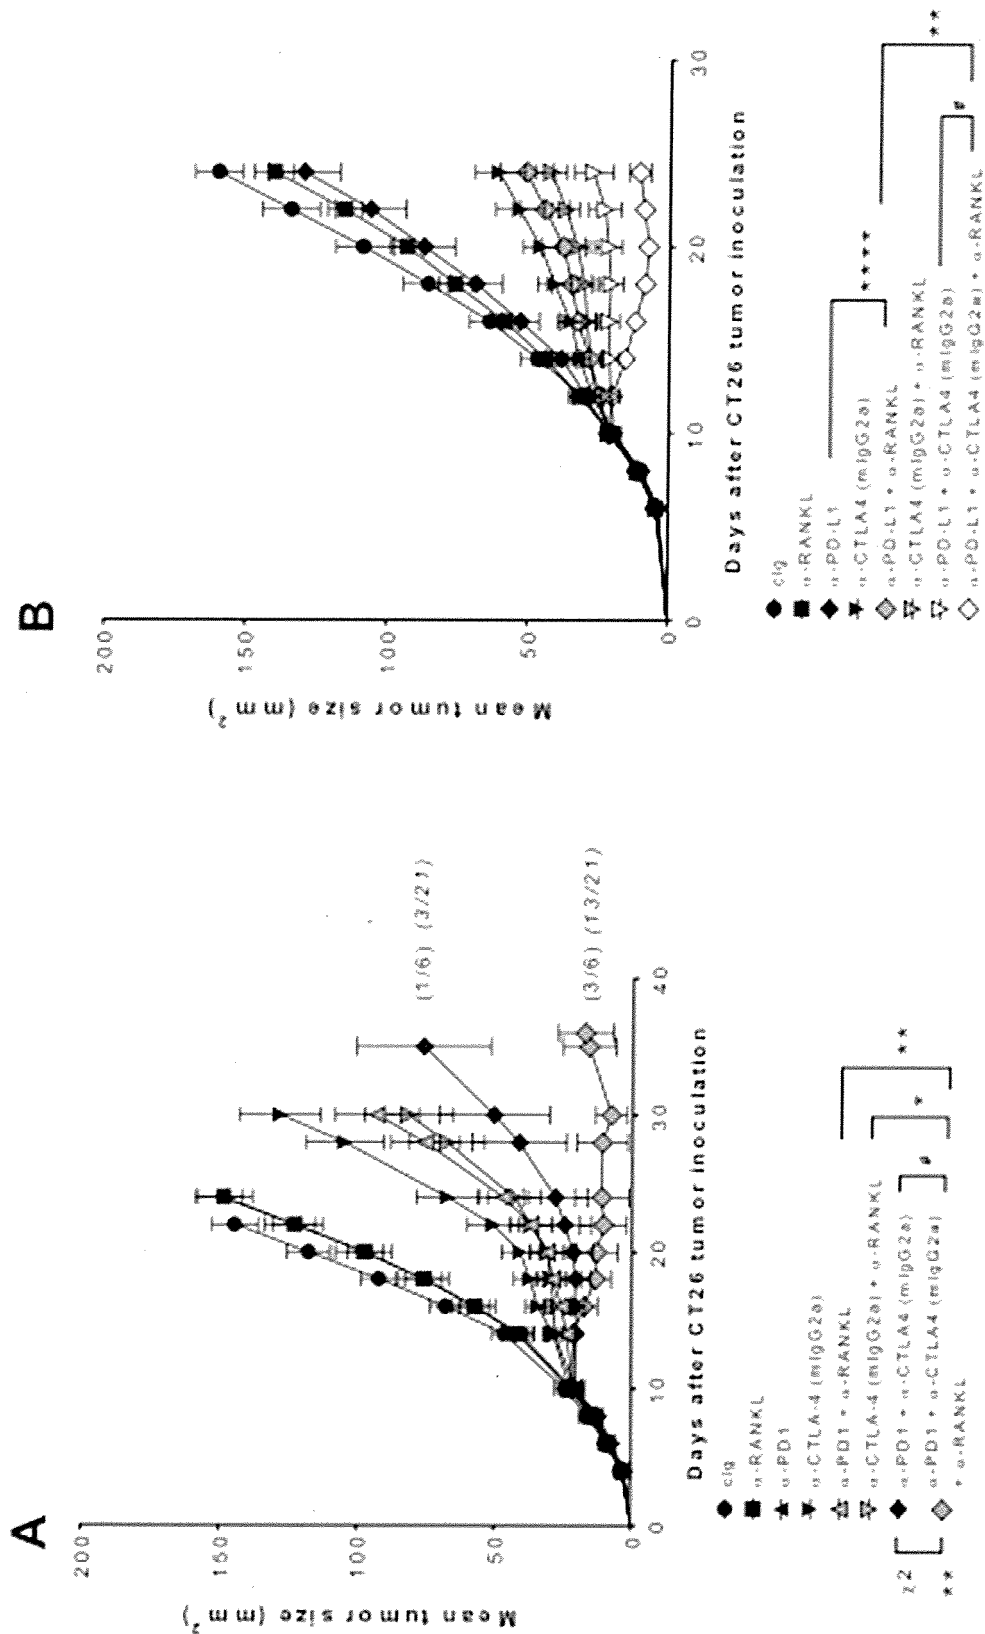 A
Mean tumor size (mm²)
200
150
100
50
0
0 10 20 30 40
(1/6) (3/21)
(3/6) (13/21)
Days after CT26 tumor inoculation
cIg
α-RANKL
α-PD1
α-CTLA-4 (mIgG2a)
α-PD1 + α-RANKL
α-CTLA-4 (mIgG2a) + α-RANKL
α-PD1 + α-CTLA4 (mIgG2a)
α-PD1 + α-CTLA4 (mIgG2a)
+ α-RANKL
χ2
**
#
*
**
B
Mean tumor size (mm²)
200
150
100
50
0
0 10 20 30
Days after CT26 tumor inoculation
cIg
α-RANKL
α-PD-L1
α-CTLA4 (mIgG2a)
α-PD-L1 + α-RANKL
α-CTLA4 (mIgG2a) + α-RANKL
α-PD-L1 + α-CTLA4 (mIgG2a)
α-PD-L1 + α-CTLA4 (mIgG2a) + α-RANKL
****
#
**